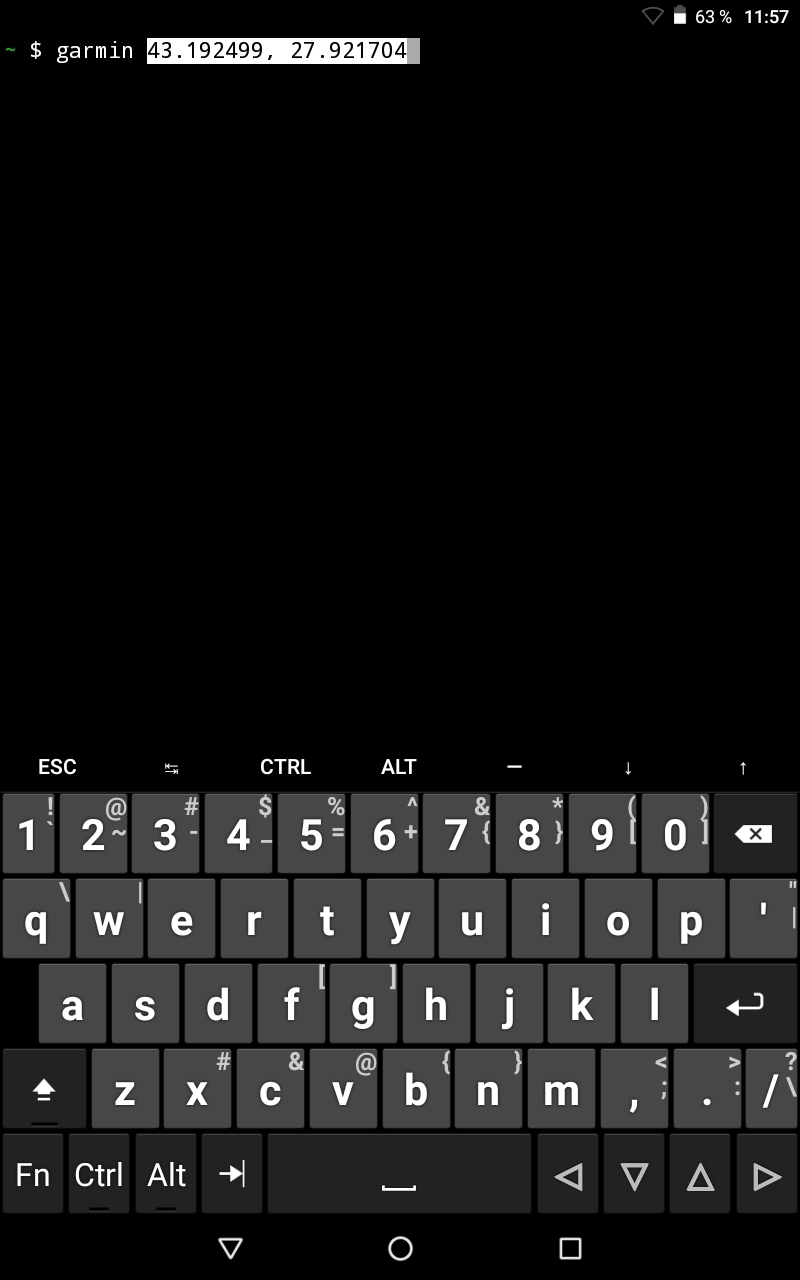 63 % 11:57
~ $ garmin 43.192499, 27.921704
ESC ↹ CTRL ALT – ↓ ↑
1 ! ` 2 @ ~ 3 # - 4 $ _ 5 % = 6 ^ + 7 & { 8 * } 9 ( [ 0 ) ]
q \ w | e r t y u i o p ' " |
a s d f [ g ] h j k l
z x # c & v @ b { n } m , < ; . > : / ? \
Fn Ctrl Alt